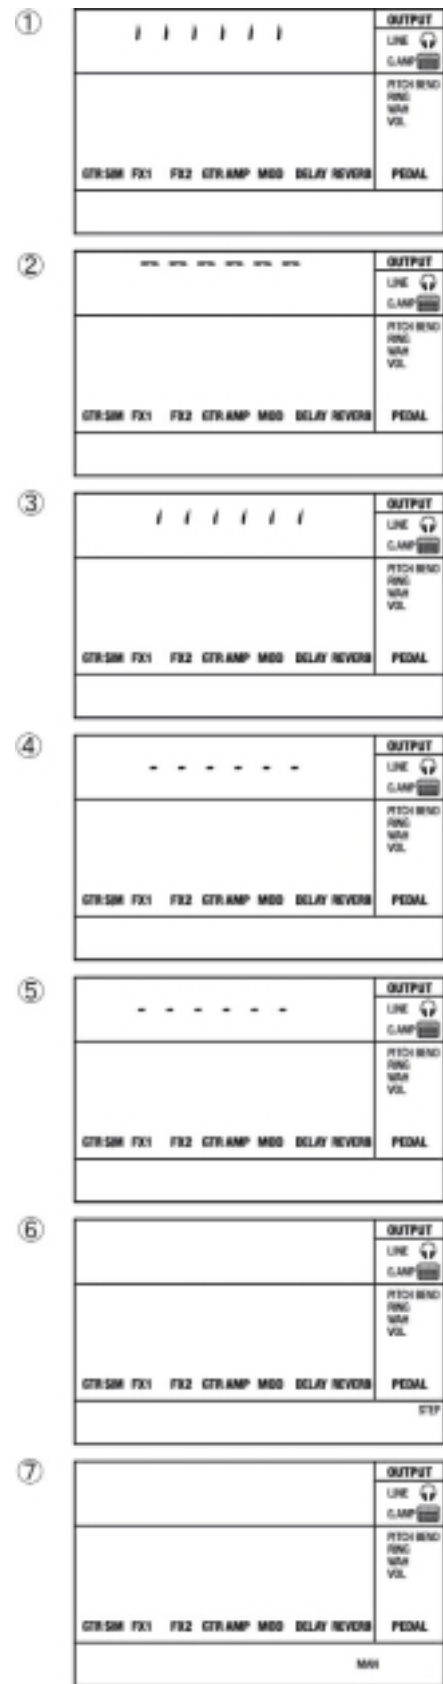 ①
OUTPUT
LINE
G.AMP
PITCH BEND
RING
WAH
VOL
GTR SIM FX1 FX2 GTR AMP MOD DELAY REVERB PEDAL
②
OUTPUT
LINE
G.AMP
PITCH BEND
RING
WAH
VOL
GTR SIM FX1 FX2 GTR AMP MOD DELAY REVERB PEDAL
③
OUTPUT
LINE
G.AMP
PITCH BEND
RING
WAH
VOL
GTR SIM FX1 FX2 GTR AMP MOD DELAY REVERB PEDAL
④
OUTPUT
LINE
G.AMP
PITCH BEND
RING
WAH
VOL
GTR SIM FX1 FX2 GTR AMP MOD DELAY REVERB PEDAL
⑤
OUTPUT
LINE
G.AMP
PITCH BEND
RING
WAH
VOL
GTR SIM FX1 FX2 GTR AMP MOD DELAY REVERB PEDAL
⑥
OUTPUT
LINE
G.AMP
PITCH BEND
RING
WAH
VOL
GTR SIM FX1 FX2 GTR AMP MOD DELAY REVERB PEDAL
STEP
⑦
OUTPUT
LINE
G.AMP
PITCH BEND
RING
WAH
VOL
GTR SIM FX1 FX2 GTR AMP MOD DELAY REVERB PEDAL
MAN